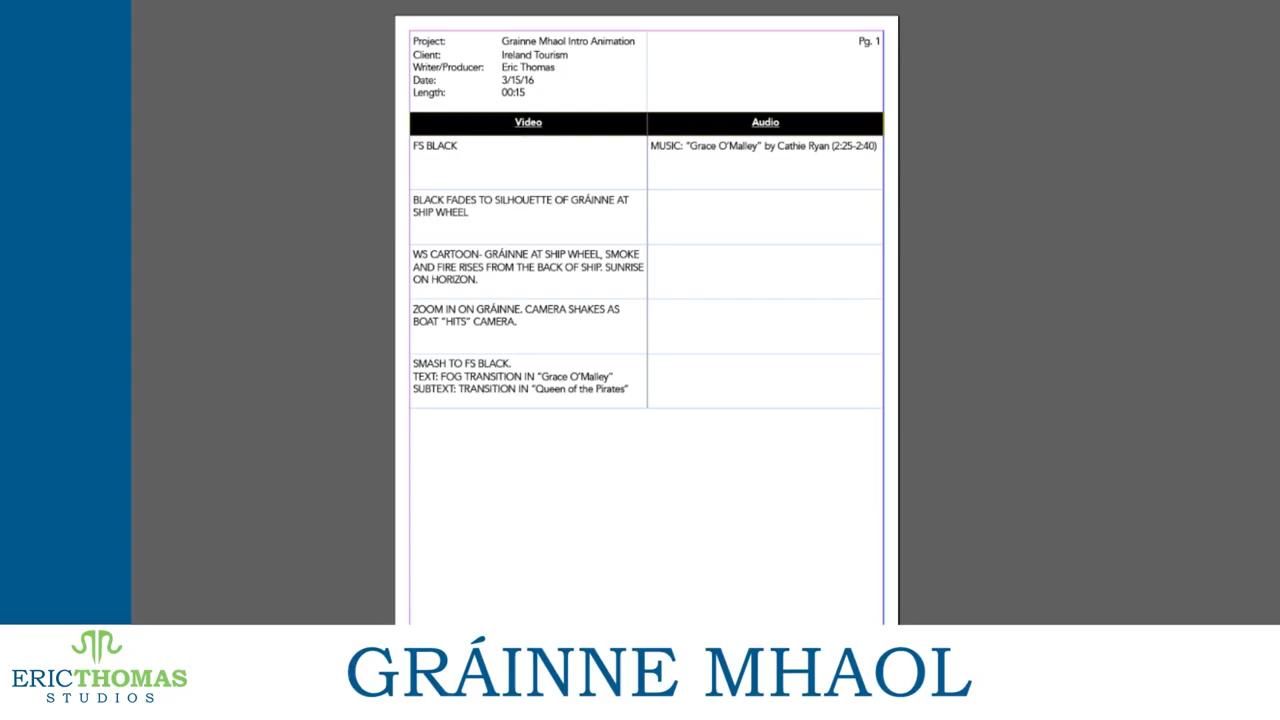 Project: Grainne Mhaol Intro Animation Pg. 1
Client: Ireland Tourism
Writer/Producer: Eric Thomas
Date: 3/15/16
Length: 00:15
Video Audio
FS BLACK MUSIC: “Grace O’Malley” by Cathie Ryan (2:25-2:40)
BLACK FADES TO SILHOUETTE OF GRÁINNE AT
SHIP WHEEL
WS CARTOON- GRÁINNE AT SHIP WHEEL, SMOKE
AND FIRE RISES FROM THE BACK OF SHIP. SUNRISE
ON HORIZON.
ZOOM IN ON GRÁINNE. CAMERA SHAKES AS
BOAT “HITS” CAMERA.
SMASH TO FS BLACK.
TEXT: FOG TRANSITION IN “Grace O’Malley”
SUBTEXT: TRANSITION IN “Queen of the Pirates”
ERICTHOMAS
STUDIOS
GRÁINNE MHAOL